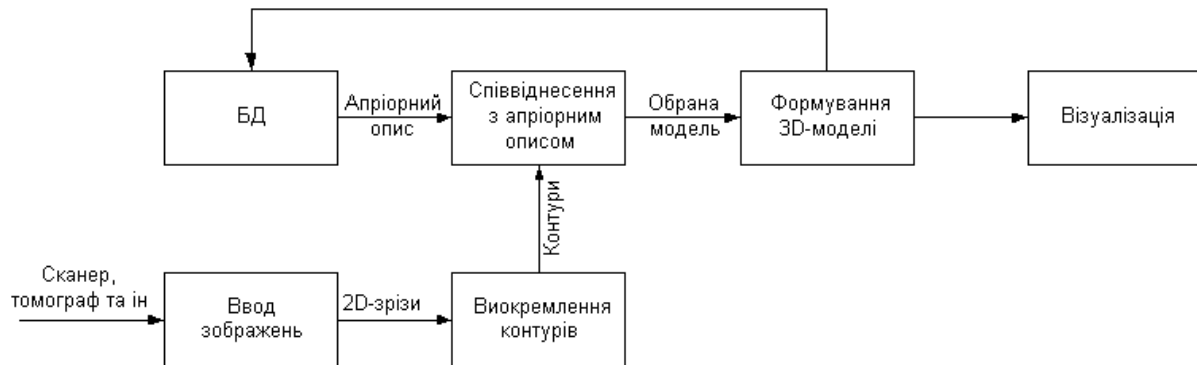 БД
Апріорний
опис
Співвіднесення
з апріорним
описом
Обрана
модель
Формування
3D-моделі
Візуалізація
Контури
Сканер,
томограф та ін
Ввод
зображень
2D-зрізи
Виокремлення
контурів